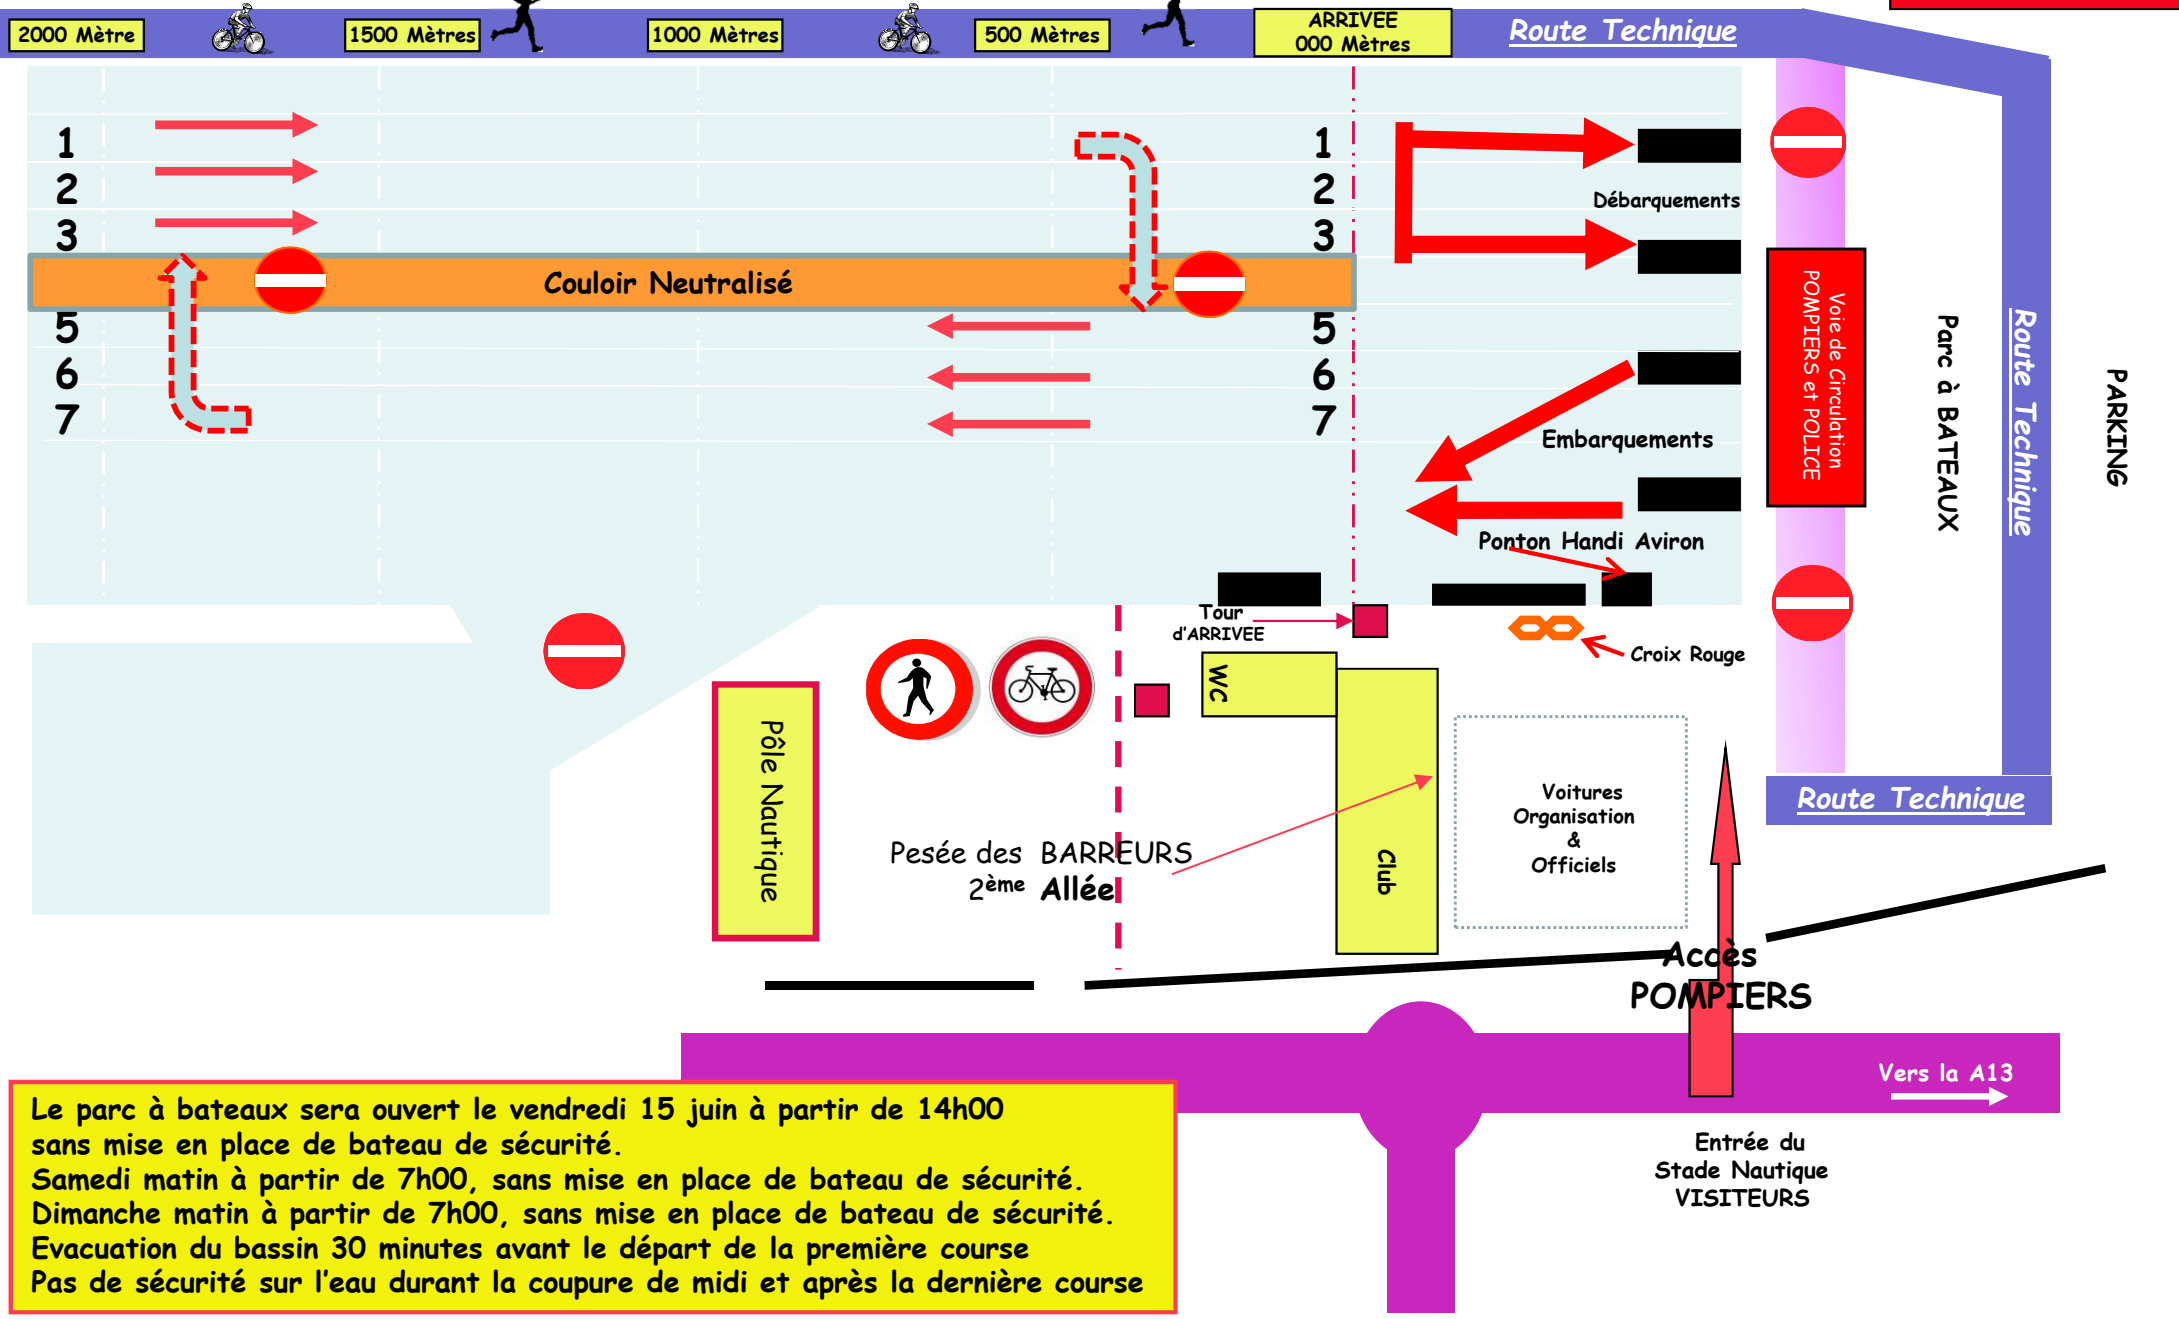 2000 Mètre
1500 Mètres
1000 Mètres
500 Mètres
ARRIVEE
000 Mètres
Route Technique
1
2
3
5
6
7
1
2
3
5
6
7
Couloir Neutralisé
Débarquements
Embarquements
Ponton Handi Aviron
Voie de Circulation
POMPIERS et POLICE
Parc à BATEAUX
Route Technique
PARKING
Tour
d'ARRIVEE
Croix Rouge
WC
Pôle Nautique
Pesée des BARREURS
2ème Allée
Club
Voitures
Organisation
&
Officiels
Route Technique
Accès
POMPIERS
Vers la A13
Entrée du
Stade Nautique
VISITEURS
Le parc à bateaux sera ouvert le vendredi 15 juin à partir de 14h00
sans mise en place de bateau de sécurité.
Samedi matin à partir de 7h00, sans mise en place de bateau de sécurité.
Dimanche matin à partir de 7h00, sans mise en place de bateau de sécurité.
Evacuation du bassin 30 minutes avant le départ de la première course
Pas de sécurité sur l'eau durant la coupure de midi et après la dernière course